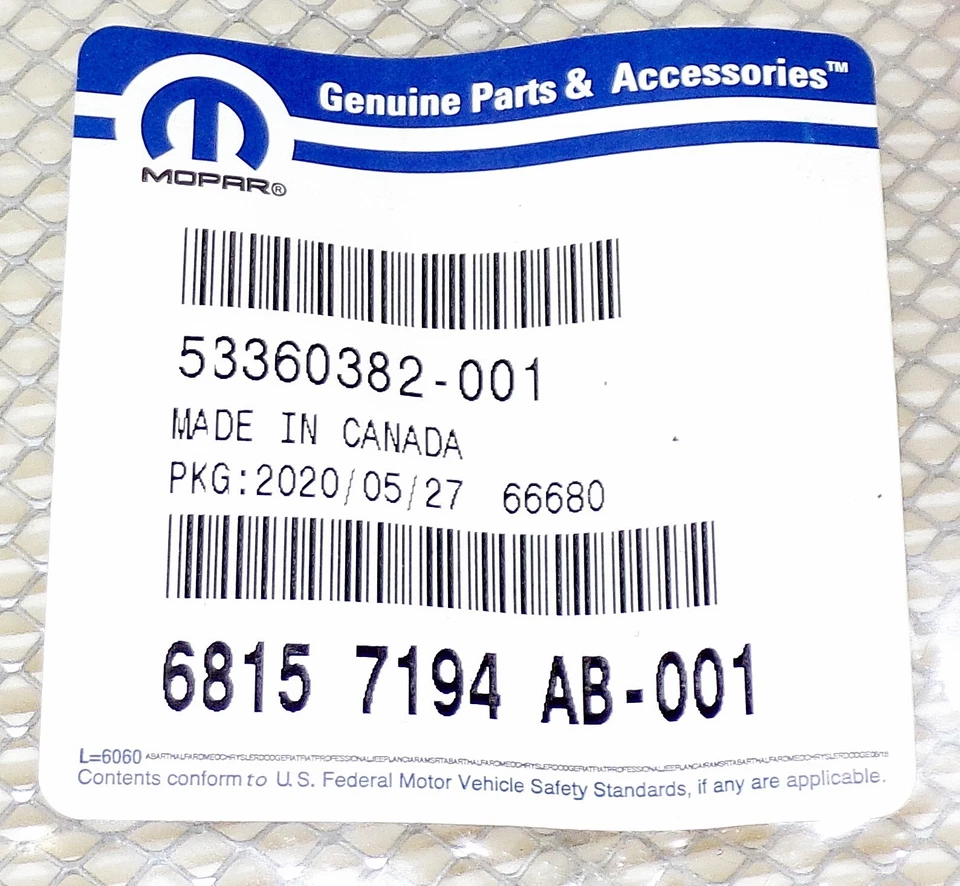 Genuine Parts & Accessories™
MOPAR®
53360382-001
MADE IN CANADA
PKG:2020/05/27 66680
6815 7194 AB-001
L=6060
Contents conform to U.S. Federal Motor Vehicle Safety Standards, if any are applicable.